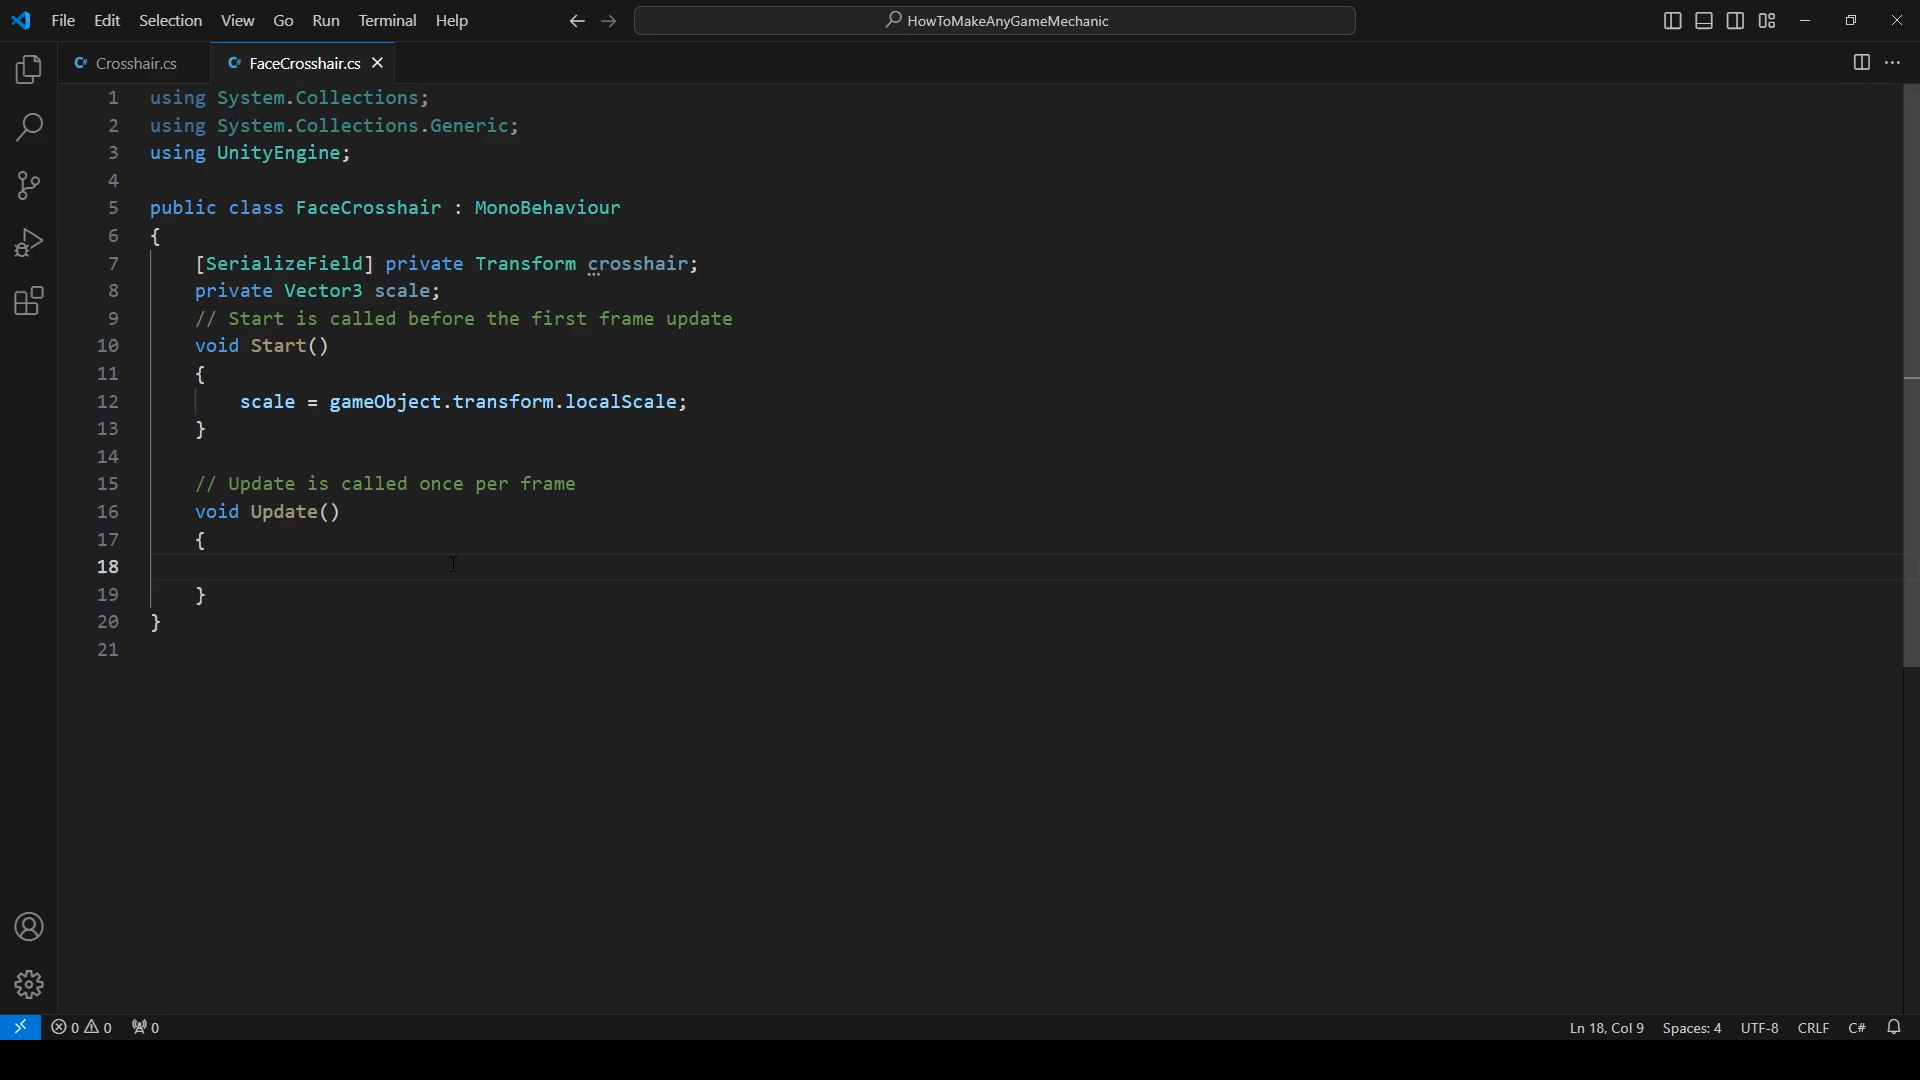 File Edit Selection View Go Run Terminal Help HowToMakeAnyGameMechanic
Crosshair.cs FaceCrosshair.cs
1 using System.Collections;
2 using System.Collections.Generic;
3 using UnityEngine;
4
5 public class FaceCrosshair : MonoBehaviour
6 {
7 [SerializeField] private Transform crosshair;
8 private Vector3 scale;
9 // Start is called before the first frame update
10 void Start()
11 {
12 scale = gameObject.transform.localScale;
13 }
14
15 // Update is called once per frame
16 void Update()
17 {
18
19 }
20 }
21
0 0 0 Ln 18, Col 9 Spaces: 4 UTF-8 CRLF C#